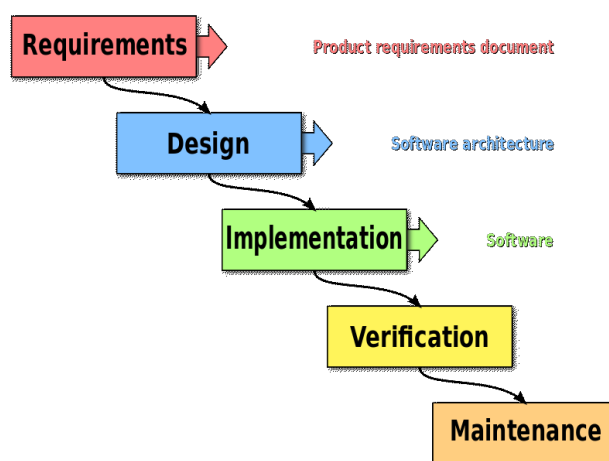 Requirements
Product requirements document
Design
Software architecture
Implementation
Software
Verification
Maintenance